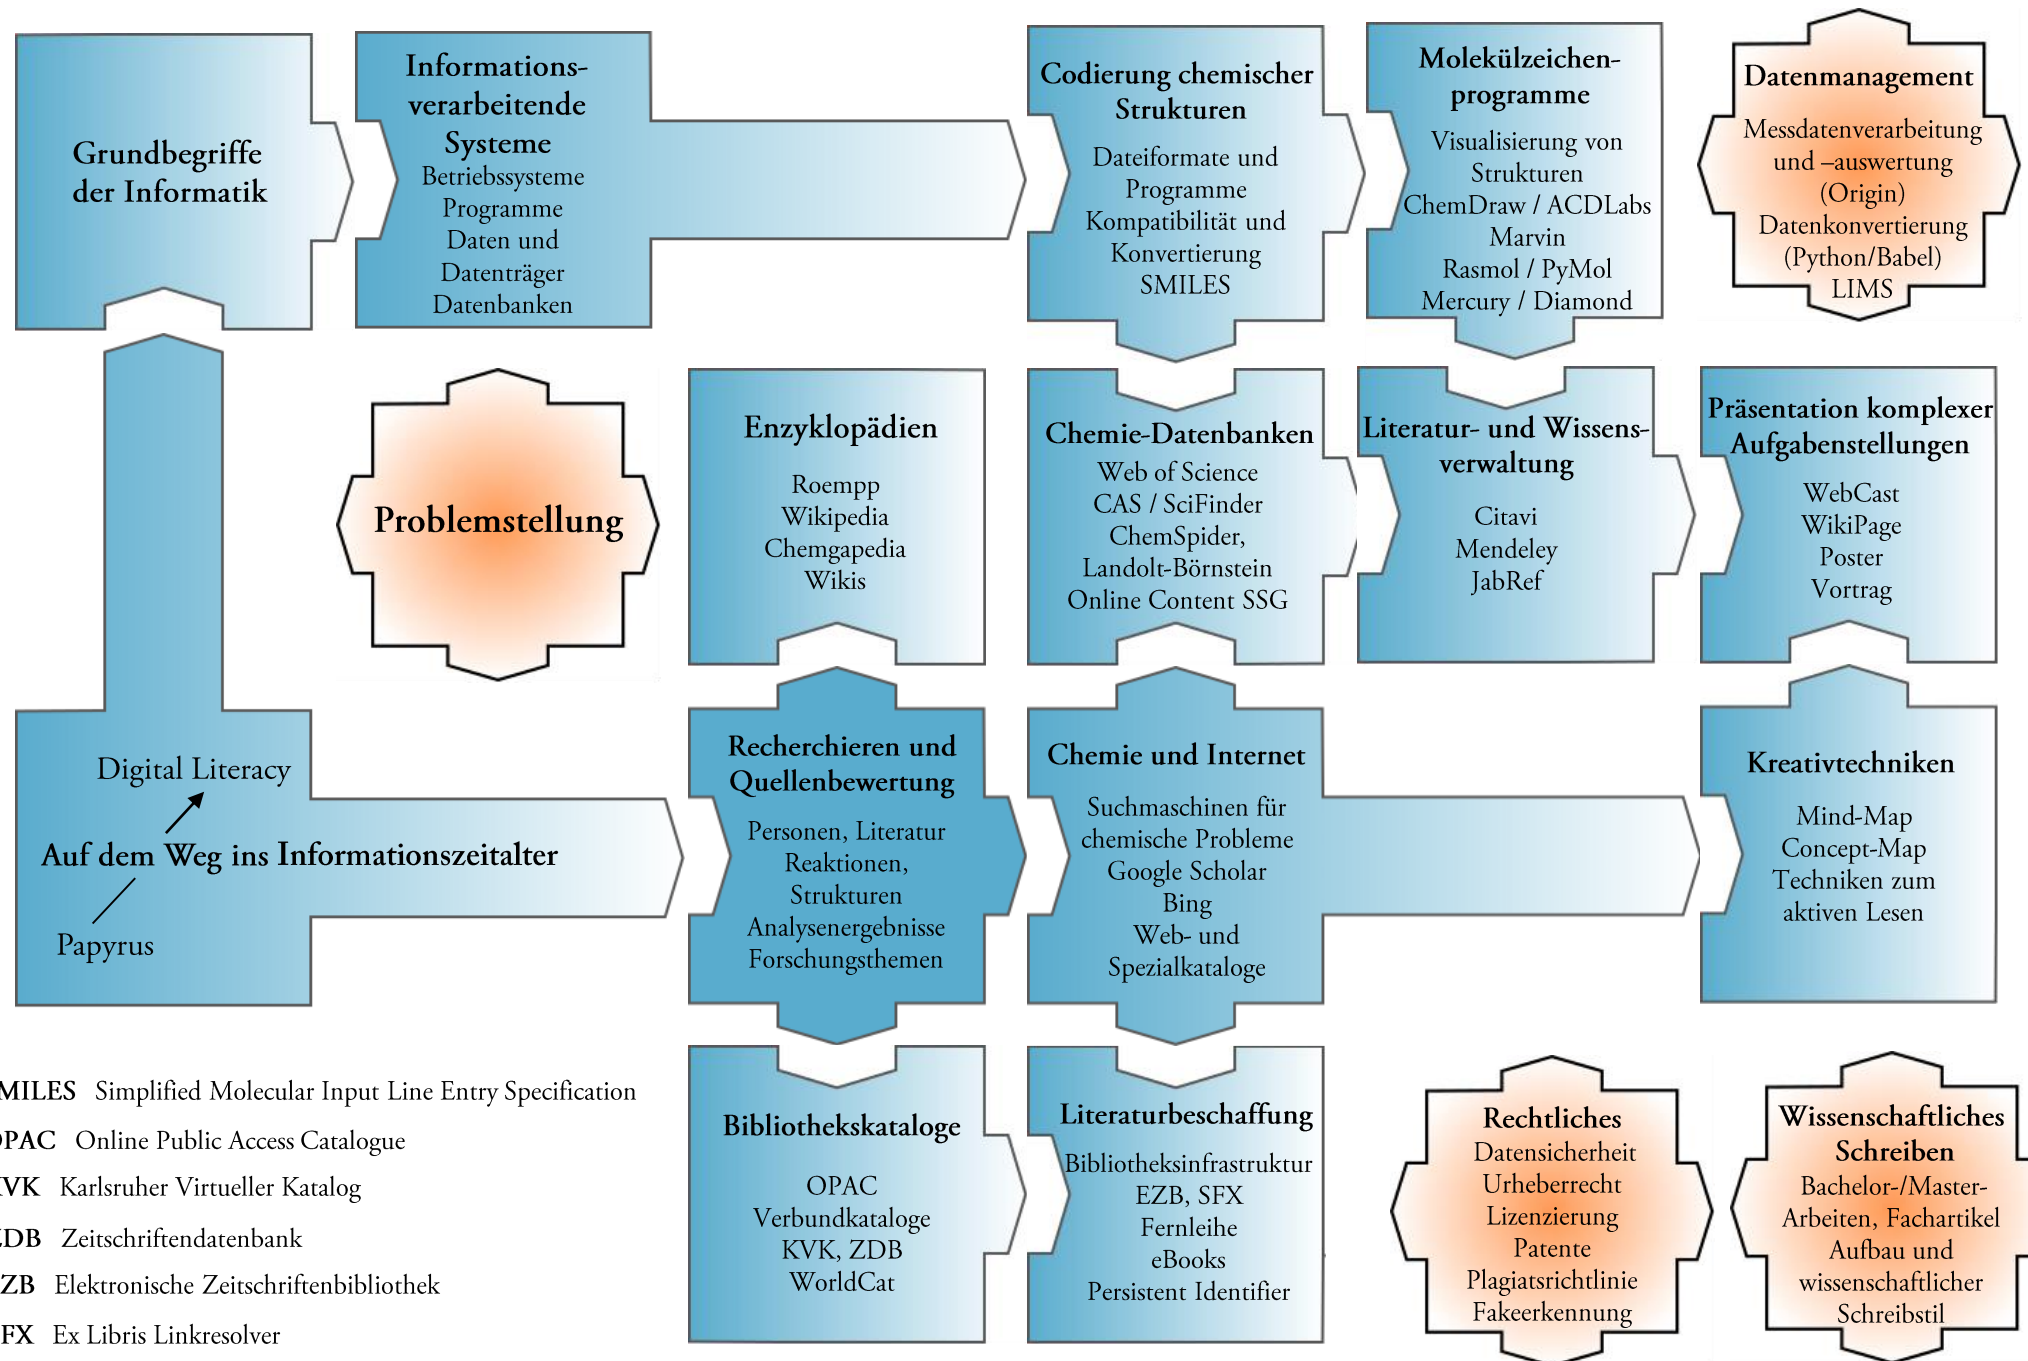 Grundbegriffe
der Informatik
Informations-
verarbeitende
Systeme
Betriebssysteme
Programme
Daten und
Datenträger
Datenbanken
Codierung chemischer
Strukturen
Dateiformate und
Programme
Kompatibilität und
Konvertierung
SMILES
Molekülzeichen-
programme
Visualisierung von
Strukturen
ChemDraw / ACDLabs
Marvin
Rasmol / PyMol
Mercury / Diamond
Datenmanagement
Messdatenverarbeitung
und –auswertung
(Origin)
Datenkonvertierung
(Python/Babel)
LIMS
Problemstellung
Enzyklopädien
Roempp
Wikipedia
Chemgapedia
Wikis
Chemie-Datenbanken
Web of Science
CAS / SciFinder
ChemSpider,
Landolt-Börnstein
Online Content SSG
Literatur- und Wissens-
verwaltung
Citavi
Mendeley
JabRef
Präsentation komplexer
Aufgabenstellungen
WebCast
WikiPage
Poster
Vortrag
Digital Literacy
Auf dem Weg ins Informationszeitalter
Papyrus
Recherchieren und
Quellenbewertung
Personen, Literatur
Reaktionen,
Strukturen
Analysenergebnisse
Forschungsthemen
Chemie und Internet
Suchmaschinen für
chemische Probleme
Google Scholar
Bing
Web- und
Spezialkataloge
Kreativtechniken
Mind-Map
Concept-Map
Techniken zum
aktiven Lesen
MILES Simplified Molecular Input Line Entry Specification
OPAC Online Public Access Catalogue
KVK Karlsruher Virtueller Katalog
ZDB Zeitschriftendatenbank
ZB Elektronische Zeitschriftenbibliothek
FX Ex Libris Linkresolver
Bibliothekskataloge
OPAC
Verbundkataloge
KVK, ZDB
WorldCat
Literaturbeschaffung
Bibliotheksinfrastruktur
EZB, SFX
Fernleihe
eBooks
Persistent Identifier
Rechtliches
Datensicherheit
Urheberrecht
Lizenzierung
Patente
Plagiatsrichtlinie
Fakeerkennung
Wissenschaftliches
Schreiben
Bachelor-/Master-
Arbeiten, Fachartikel
Aufbau und
wissenschaftlicher
Schreibstil